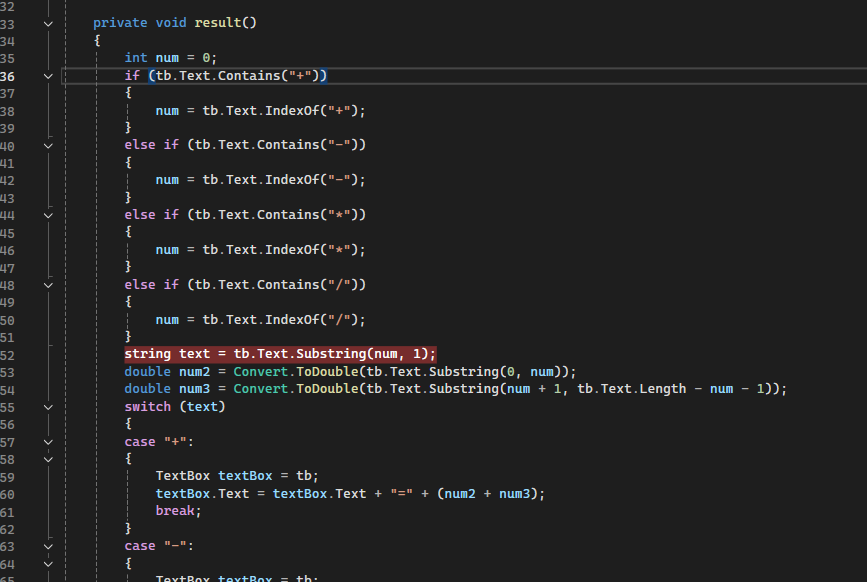 32
33 private void result()
34 {
35 int num = 0;
36 if (tb.Text.Contains("+"))
37 {
38 num = tb.Text.IndexOf("+");
39 }
40 else if (tb.Text.Contains("-"))
41 {
42 num = tb.Text.IndexOf("-");
43 }
44 else if (tb.Text.Contains("*"))
45 {
46 num = tb.Text.IndexOf("*");
47 }
48 else if (tb.Text.Contains("/"))
49 {
50 num = tb.Text.IndexOf("/");
51 }
52 string text = tb.Text.Substring(num, 1);
53 double num2 = Convert.ToDouble(tb.Text.Substring(0, num));
54 double num3 = Convert.ToDouble(tb.Text.Substring(num + 1, tb.Text.Length - num - 1));
55 switch (text)
56 {
57 case "+":
58 {
59 TextBox textBox = tb;
60 textBox.Text = textBox.Text + "=" + (num2 + num3);
61 break;
62 }
63 case "-":
64 {
65 TextBox textBox = tb;